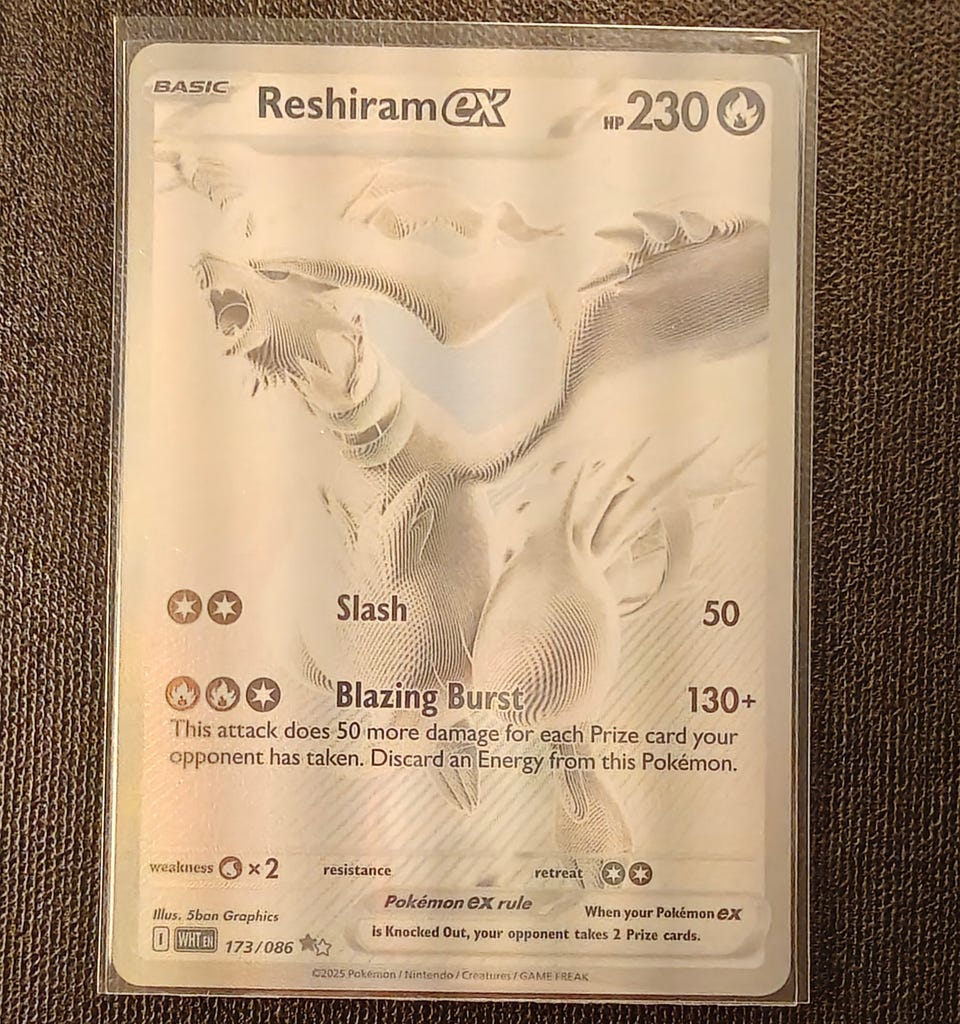 BASIC Reshiram ex HP 230
Slash 50
Blazing Burst 130+
This attack does 50 more damage for each Prize card your
opponent has taken. Discard an Energy from this Pokémon.
weakness ×2 resistance retreat
Illus. 5ban Graphics
I WHT EN 173/086
Pokémon ex rule When your Pokémon ex
is Knocked Out, your opponent takes 2 Prize cards.
©2025 Pokémon / Nintendo / Creatures / GAME FREAK